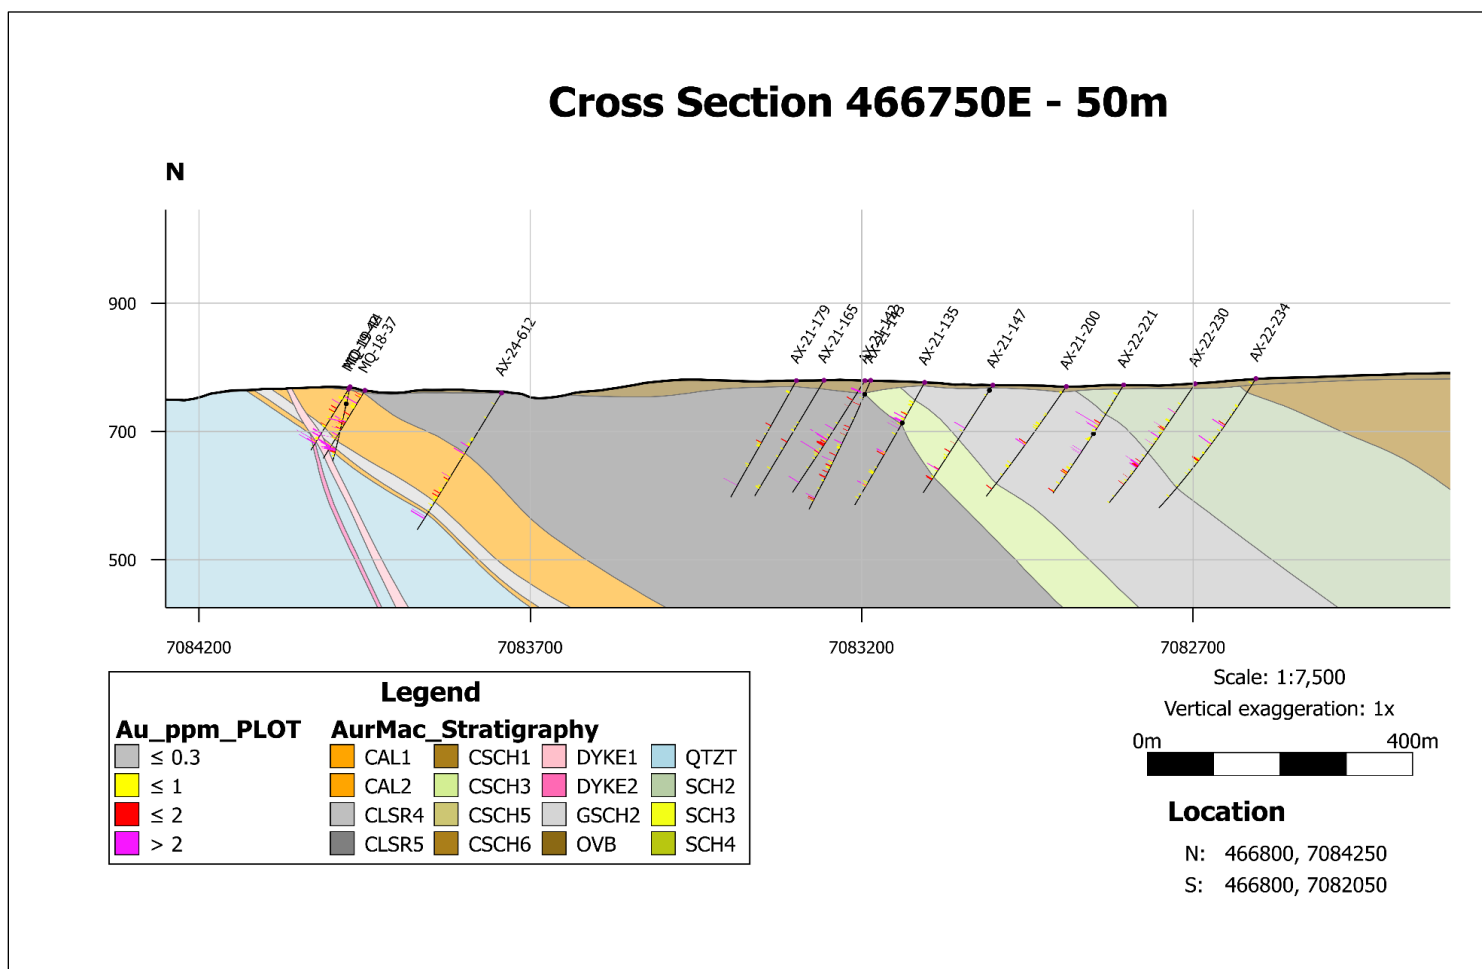 Cross Section 466750E - 50m
N
900
700
500
MQ-18-37
AX-24-612
AX-21-179
AX-21-165
AX-21-143
AX-21-135
AX-21-147
AX-21-200
AX-22-221
AX-22-230
AX-22-234
7084200 7083700 7083200 7082700
Legend
Au_ppm_PLOT AurMac_Stratigraphy
≤ 0.3 CAL1 CSCH1 DYKE1 QTZT
≤ 1 CAL2 CSCH3 DYKE2 SCH2
≤ 2 CLSR4 CSCH5 GSCH2 SCH3
> 2 CLSR5 CSCH6 OVB SCH4
Scale: 1:7,500
Vertical exaggeration: 1x
0m 400m
Location
N: 466800, 7084250
S: 466800, 7082050